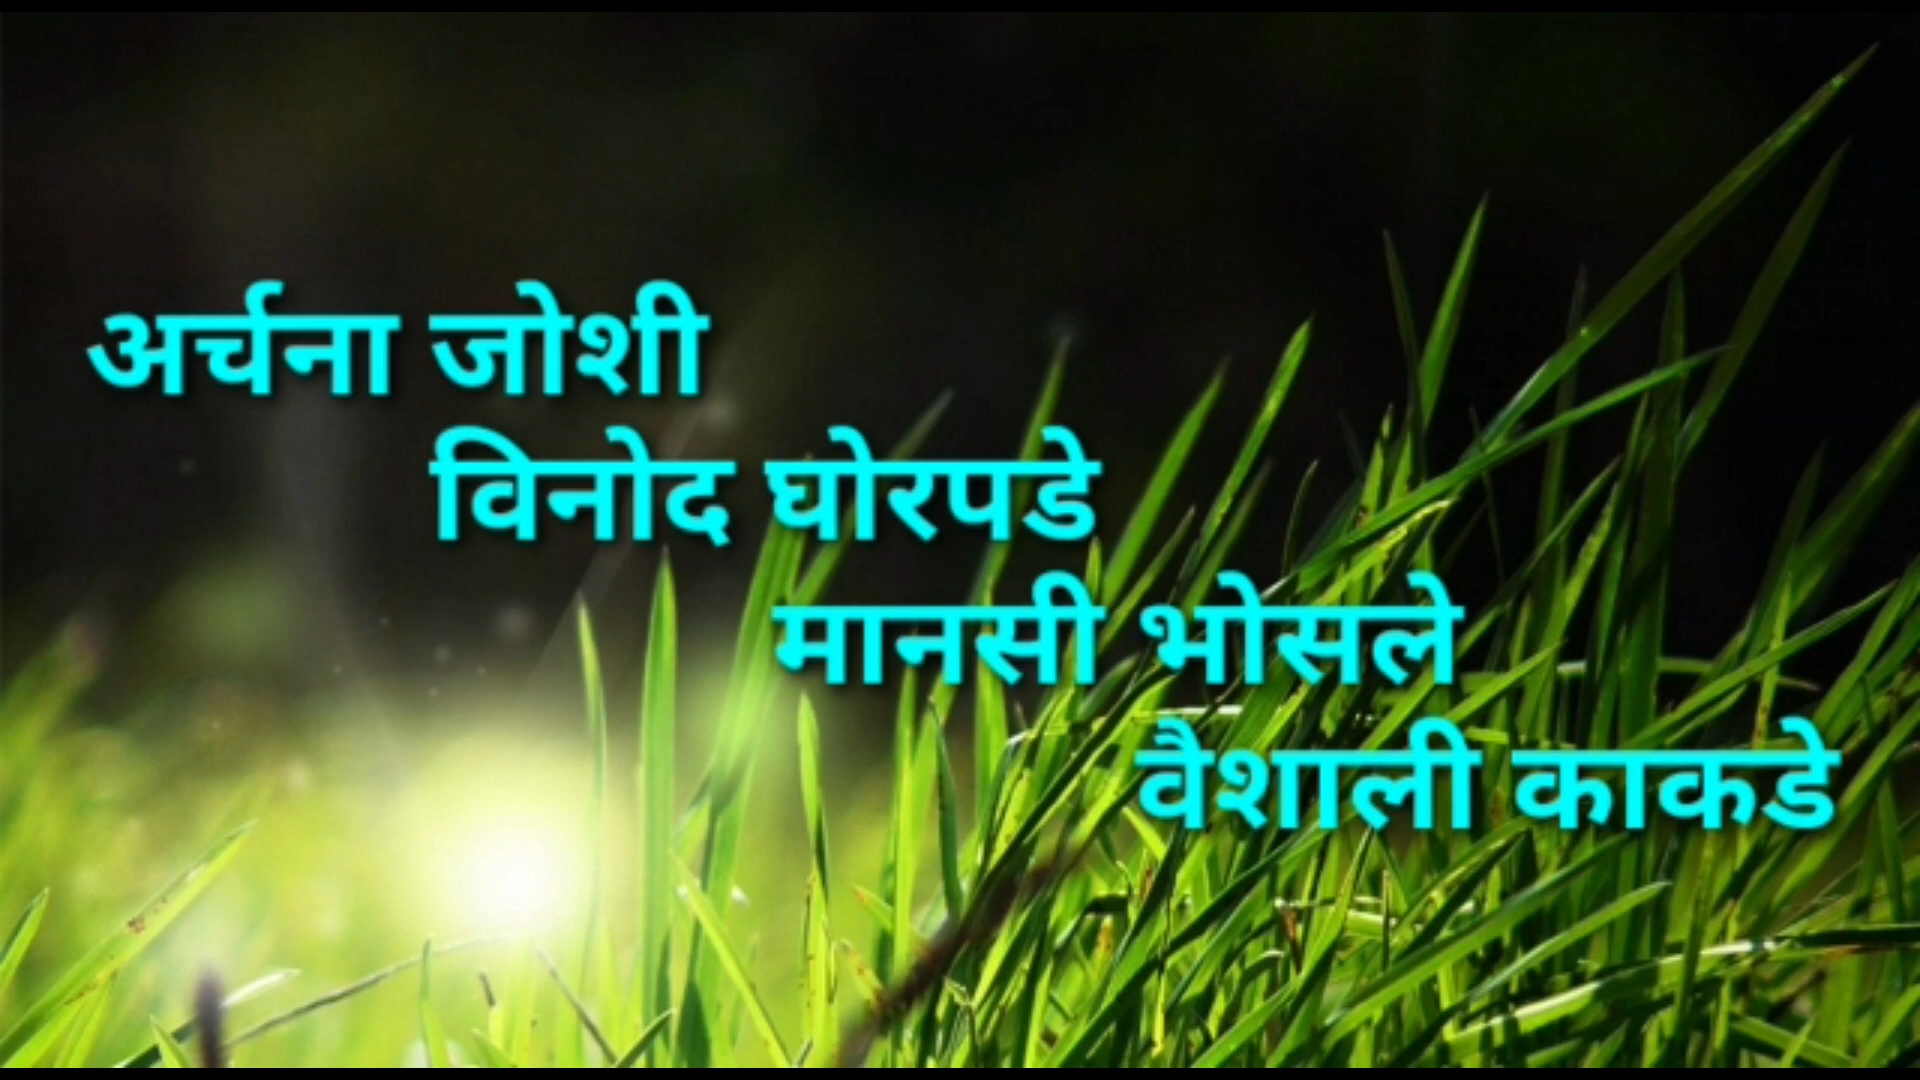 अर्चना जोशी
विनोद घोरपडे
मानसी भोसले
वैशाली काकडे